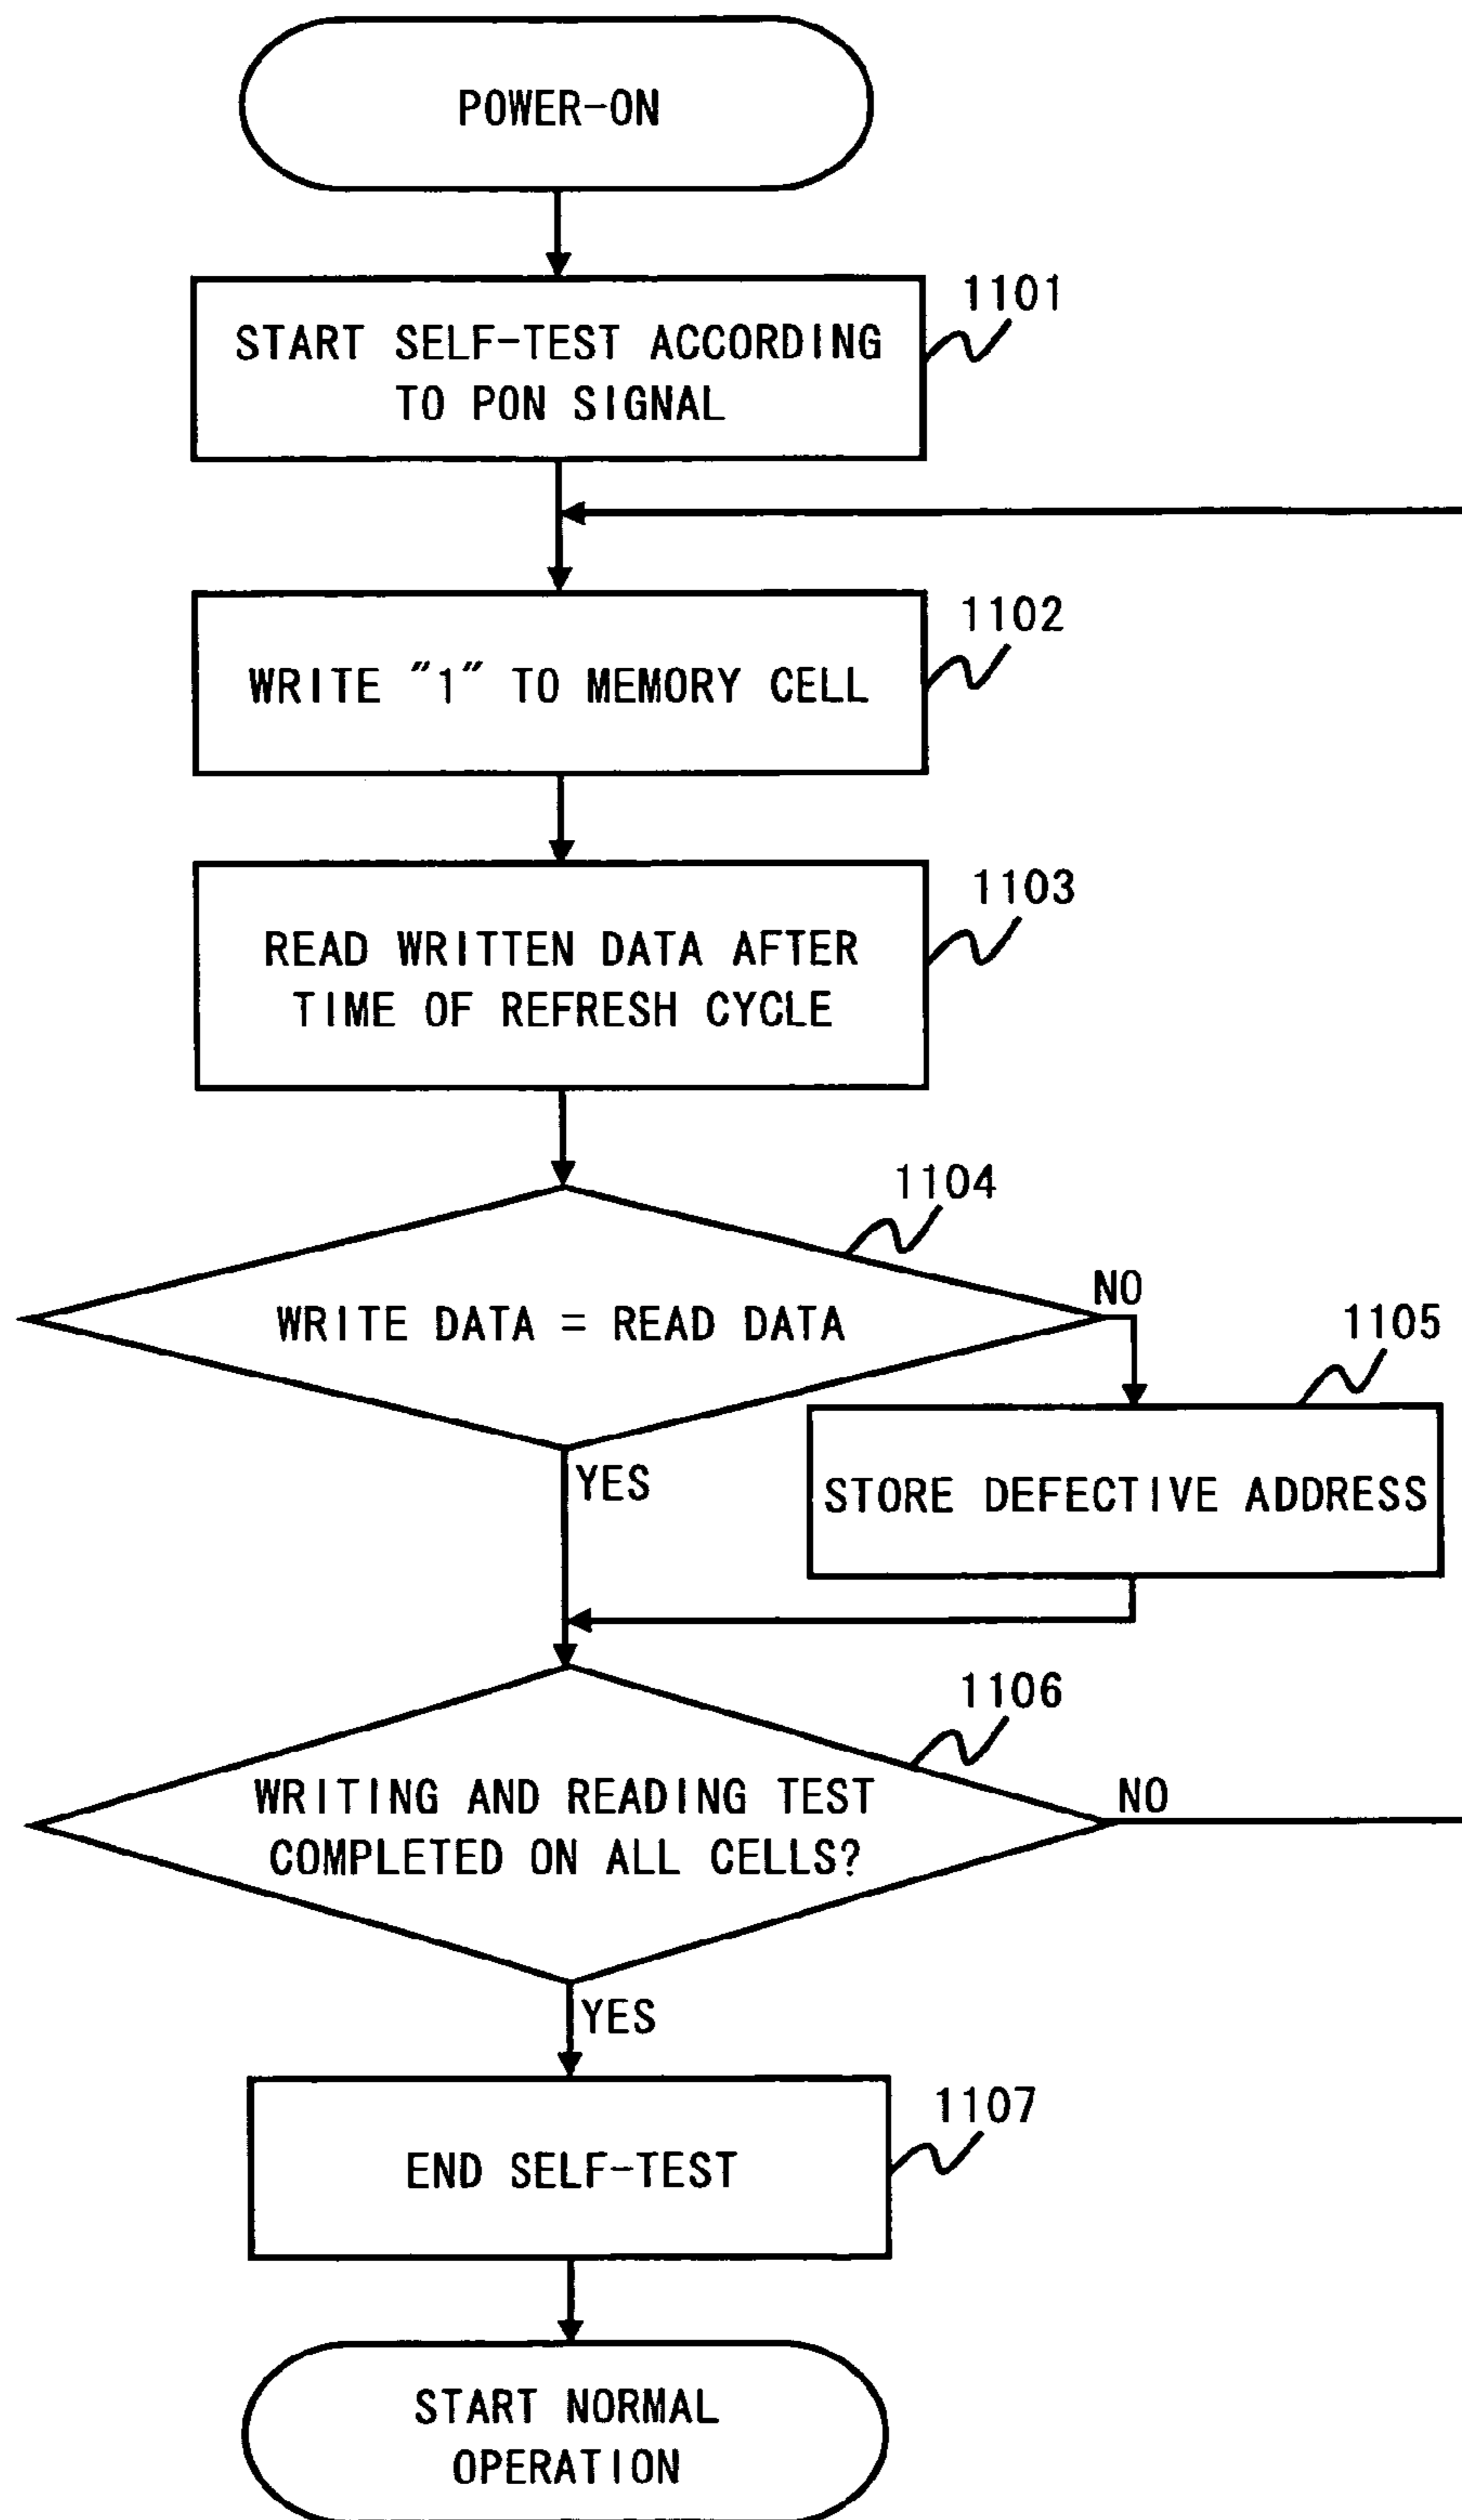 POWER-ON
1101
START SELF-TEST ACCORDING
TO PON SIGNAL
1102
WRITE "1" TO MEMORY CELL
1103
READ WRITTEN DATA AFTER
TIME OF REFRESH CYCLE
1104
NO
WRITE DATA = READ DATA
1105
YES
STORE DEFECTIVE ADDRESS
1106
NO
WRITING AND READING TEST
COMPLETED ON ALL CELLS?
YES
1107
END SELF-TEST
START NORMAL
OPERATION